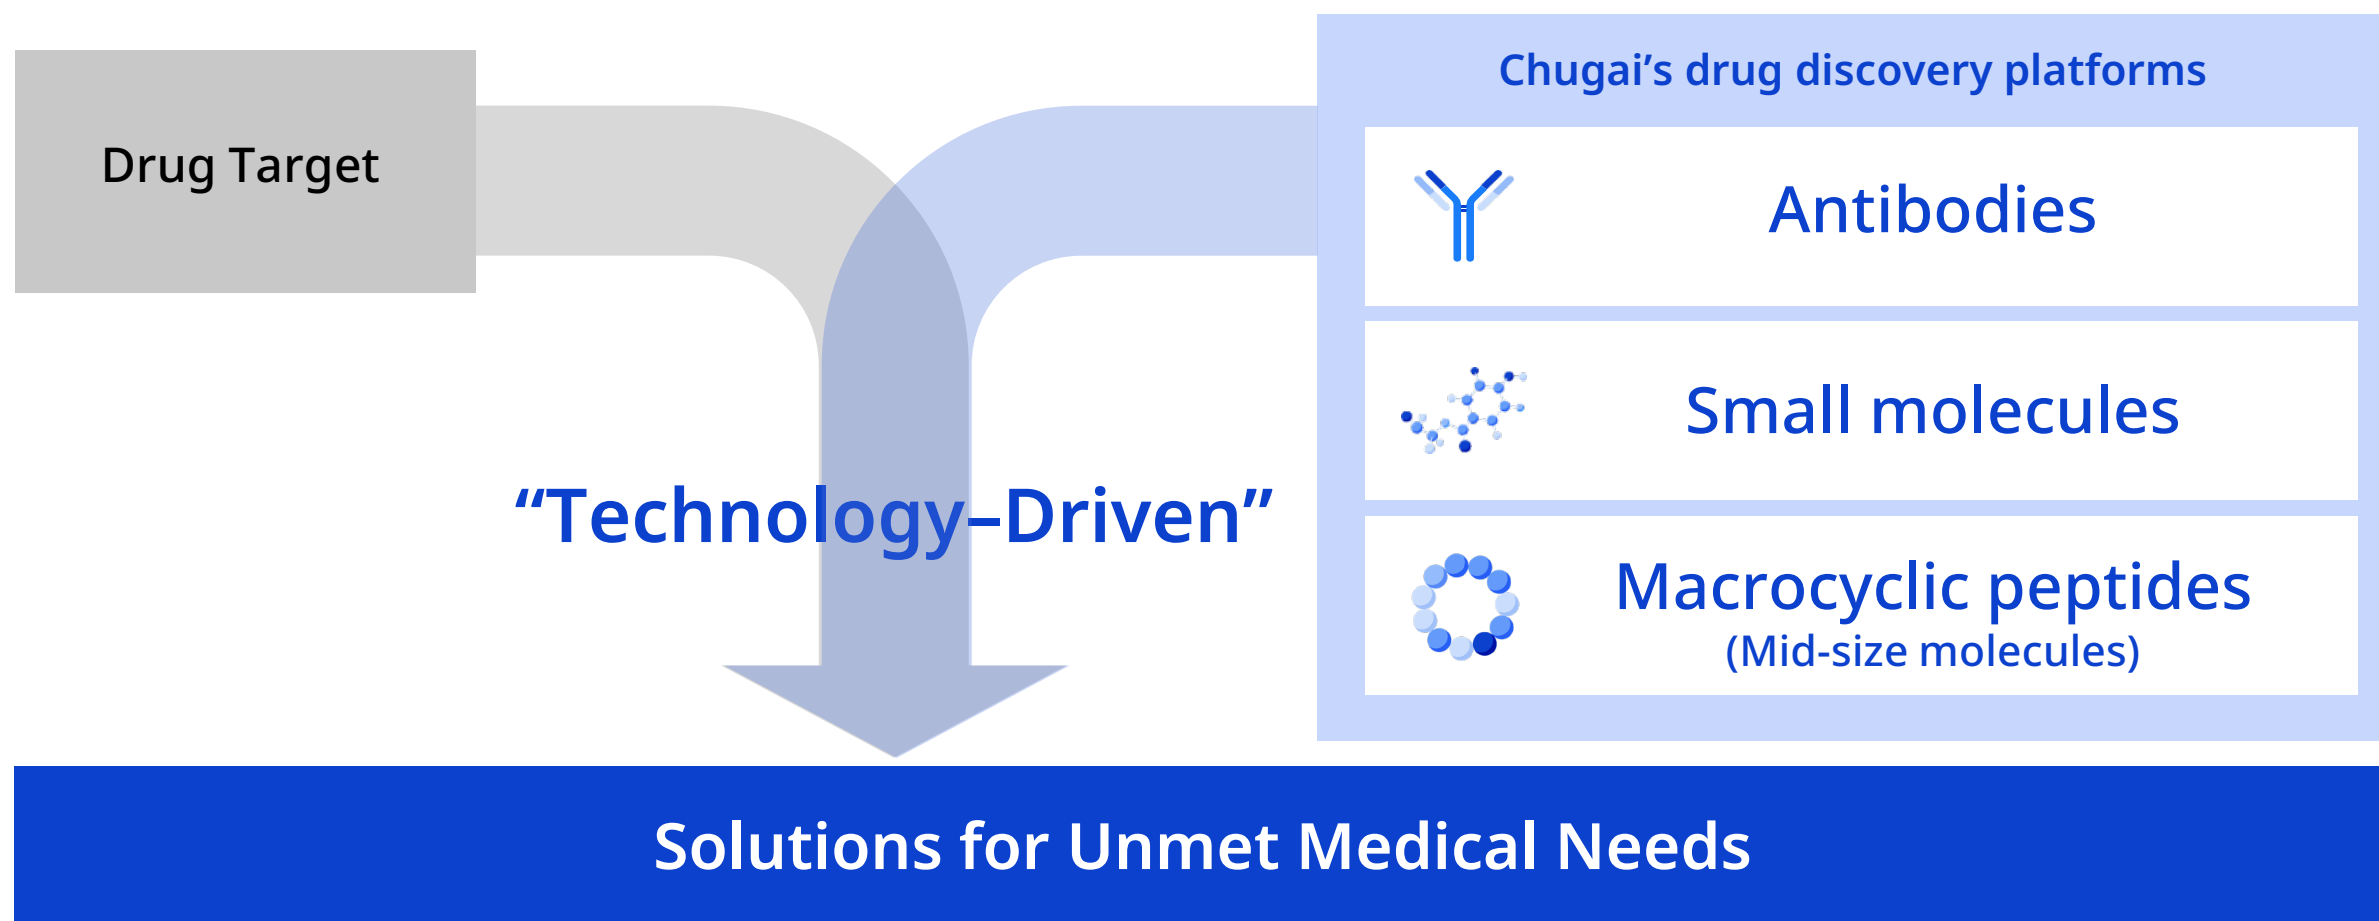 Drug Target
Chugai’s drug discovery platforms
Antibodies
Small molecules
Macrocyclic peptides
(Mid-size molecules)
“Technology–Driven”
Solutions for Unmet Medical Needs